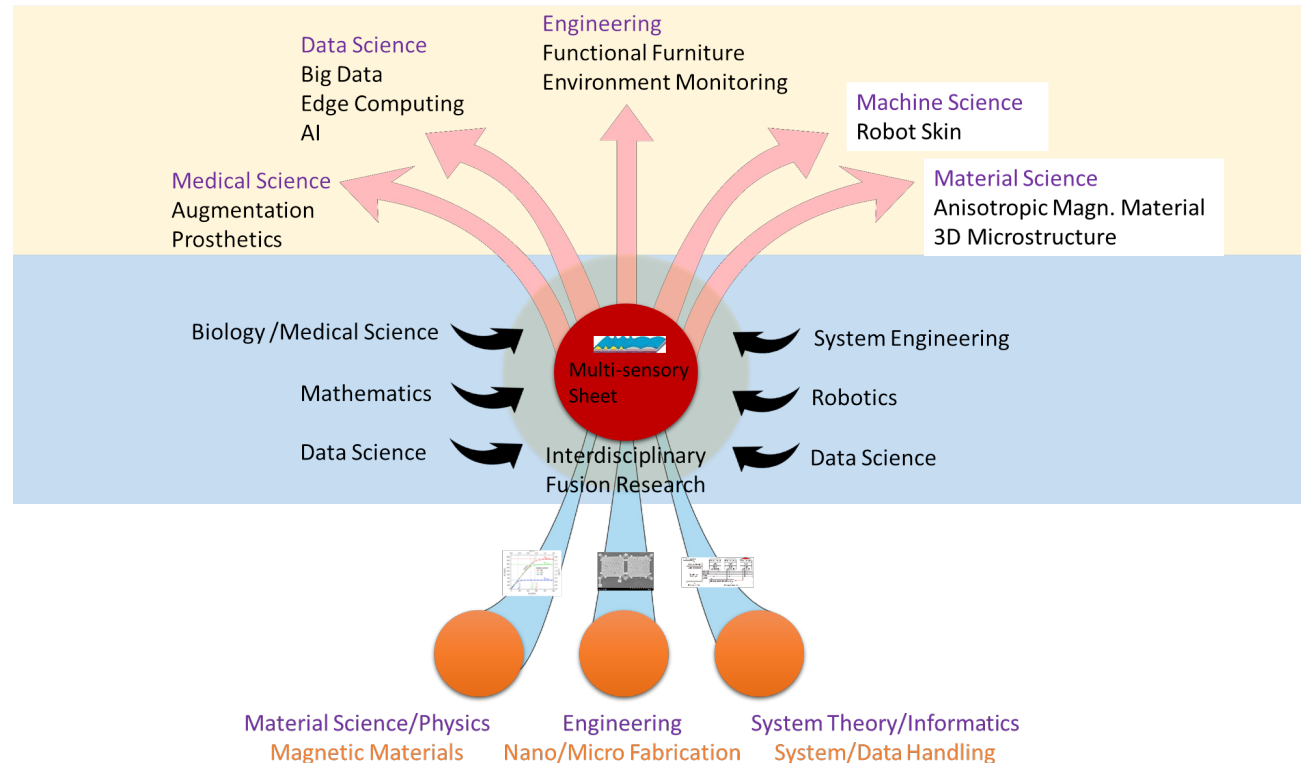 Engineering
Functional Furniture
Environment Monitoring
Data Science
Big Data
Edge Computing
AI
Machine Science
Robot Skin
Medical Science
Augmentation
Prosthetics
Material Science
Anisotropic Magn. Material
3D Microstructure
Biology /Medical Science
Mathematics
Data Science
Multi-sensory
Sheet
Interdisciplinary
Fusion Research
System Engineering
Robotics
Data Science
Material Science/Physics
Magnetic Materials
Engineering
Nano/Micro Fabrication
System Theory/Informatics
System/Data Handling